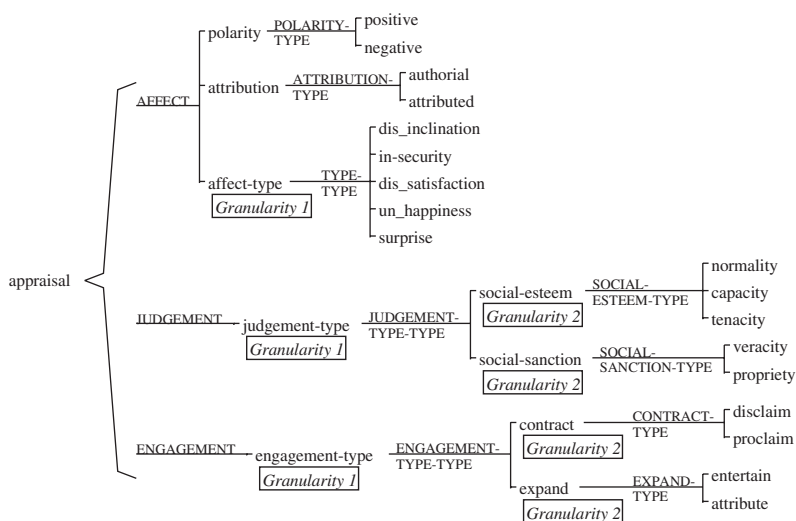 appraisal
AFFECT
polarity
POLARITY-
TYPE
positive
negative
attribution
ATTRIBUTION-
TYPE
authorial
attributed
affect-type
Granularity 1
TYPE-
TYPE
dis_inclination
in-security
dis_satisfaction
un_happiness
surprise
JUDGEMENT
judgement-type
Granularity 1
JUDGEMENT-
TYPE-TYPE
social-esteem
Granularity 2
SOCIAL-
ESTEEM-TYPE
normality
capacity
tenacity
social-sanction
Granularity 2
SOCIAL-
SANCTION-TYPE
veracity
propriety
ENGAGEMENT
engagement-type
Granularity 1
ENGAGEMENT-
TYPE-TYPE
contract
Granularity 2
CONTRACT-
TYPE
disclaim
proclaim
expand
Granularity 2
EXPAND-
TYPE
entertain
attribute